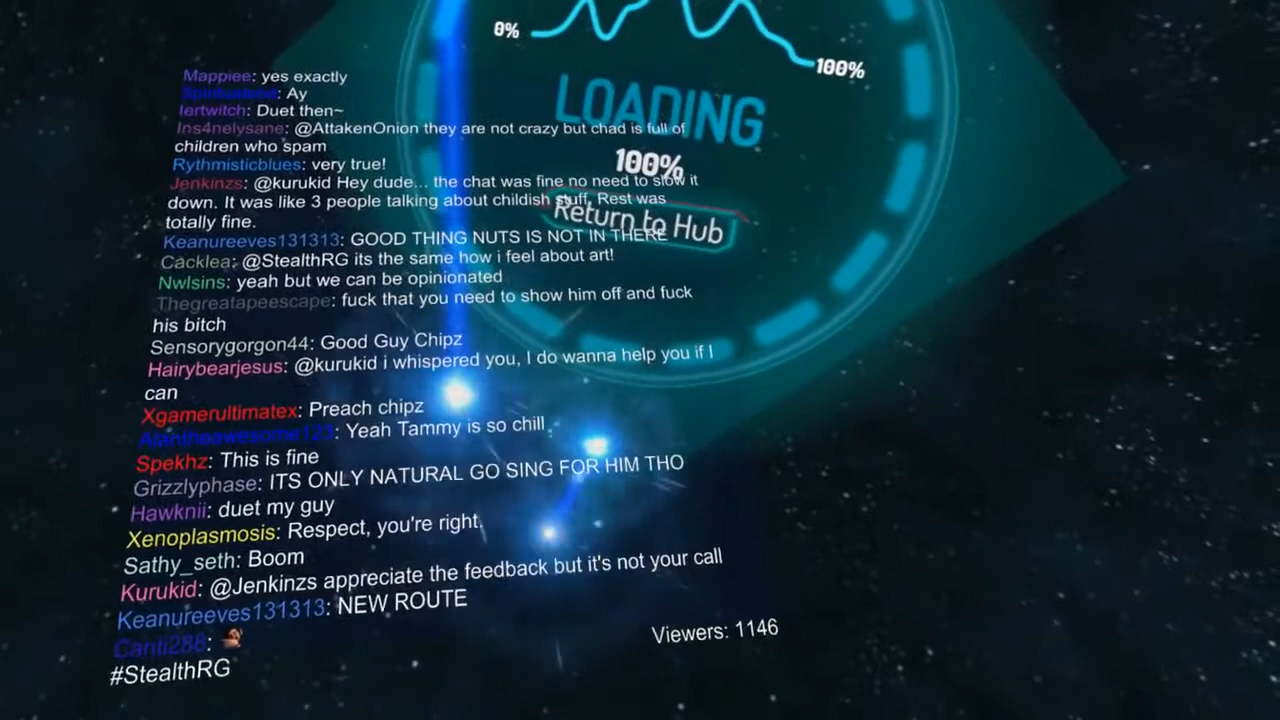 0%
100%
LOADING
100%
Return to Hub
Mappiee: yes exactly
Ay
Iertwitch: Duet then~
Ins4nelysane: @AttakenOnion they are not crazy but chad is full of
children who spam
Rythmisticblues: very true!
Jenkinzs: @kurukid Hey dude... the chat was fine no need to slow it
down. It was like 3 people talking about childish stuff. Rest was
totally fine.
Keanureeves131313: GOOD THING NUTS IS NOT IN THERE
Cacklea: @StealthRG its the same how i feel about art!
Nwlsins: yeah but we can be opinionated
Thegreatapeescape: fuck that you need to show him off and fuck
his bitch
Sensorygorgon44: Good Guy Chipz
Hairybearjesus: @kurukid i whispered you, I do wanna help you if I
can
Xgamerultimatex: Preach chipz
Alantheawesome123: Yeah Tammy is so chill
Spekhz: This is fine
Grizzlyphase: ITS ONLY NATURAL GO SING FOR HIM THO
Hawknii: duet my guy
Xenoplasmosis: Respect, you're right.
Sathy_seth: Boom
Kurukid: @Jenkinzs appreciate the feedback but it's not your call
Keanureeves131313: NEW ROUTE
Canti288:
#StealthRG
Viewers: 1146